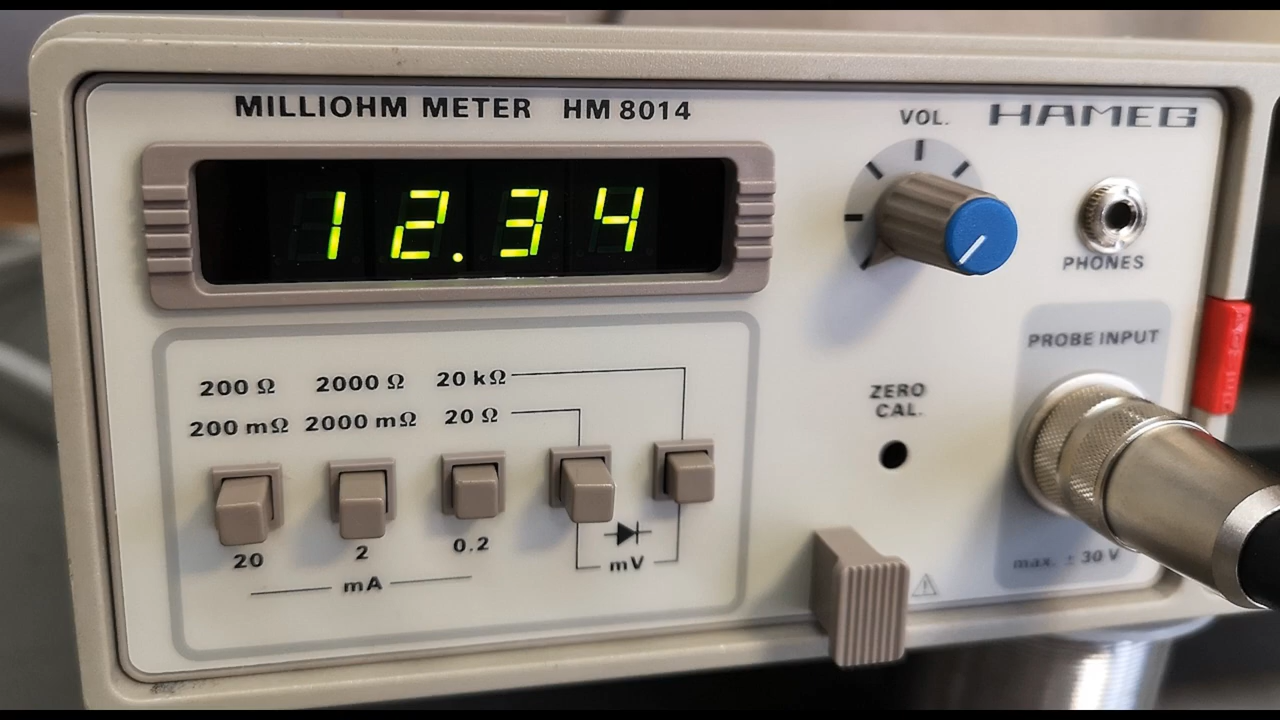 MILLIOHM METER HM 8014
VOL.
HAMEG
12.34
PHONES
PROBE INPUT
200 Ω 2000 Ω 20 kΩ
200 mΩ 2000 mΩ 20 Ω
ZERO
CAL.
20 2 0.2
mA
mV
max. ± 30 V